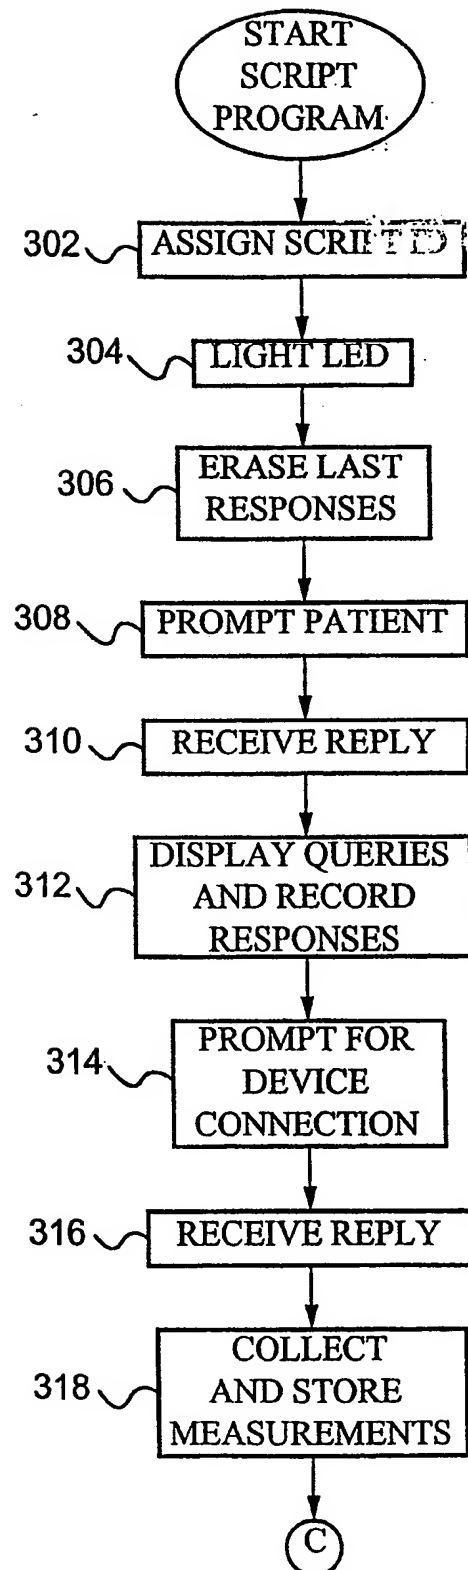 START
SCRIPT
PROGRAM
302
ASSIGN SCRIPT ID
304
LIGHT LED
306
ERASE LAST
RESPONSES
308
PROMPT PATIENT
310
RECEIVE REPLY
312
DISPLAY QUERIES
AND RECORD
RESPONSES
314
PROMPT FOR
DEVICE
CONNECTION
316
RECEIVE REPLY
318
COLLECT
AND STORE
MEASUREMENTS
C